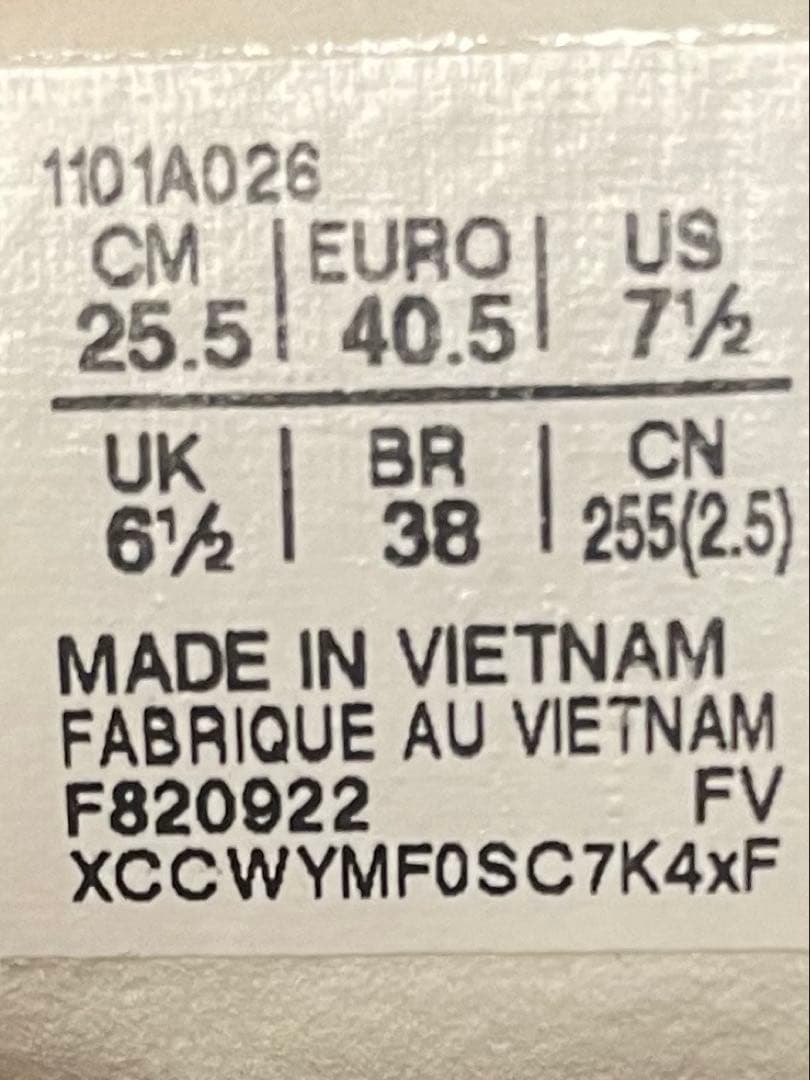 1101A026
CM | EURO | US
25.5 | 40.5 | 7½
UK | BR | CN
6½ | 38 | 255(2.5)
MADE IN VIETNAM
FABRIQUE AU VIETNAM
F820922 FV
XCCWYMF0SC7K4xF